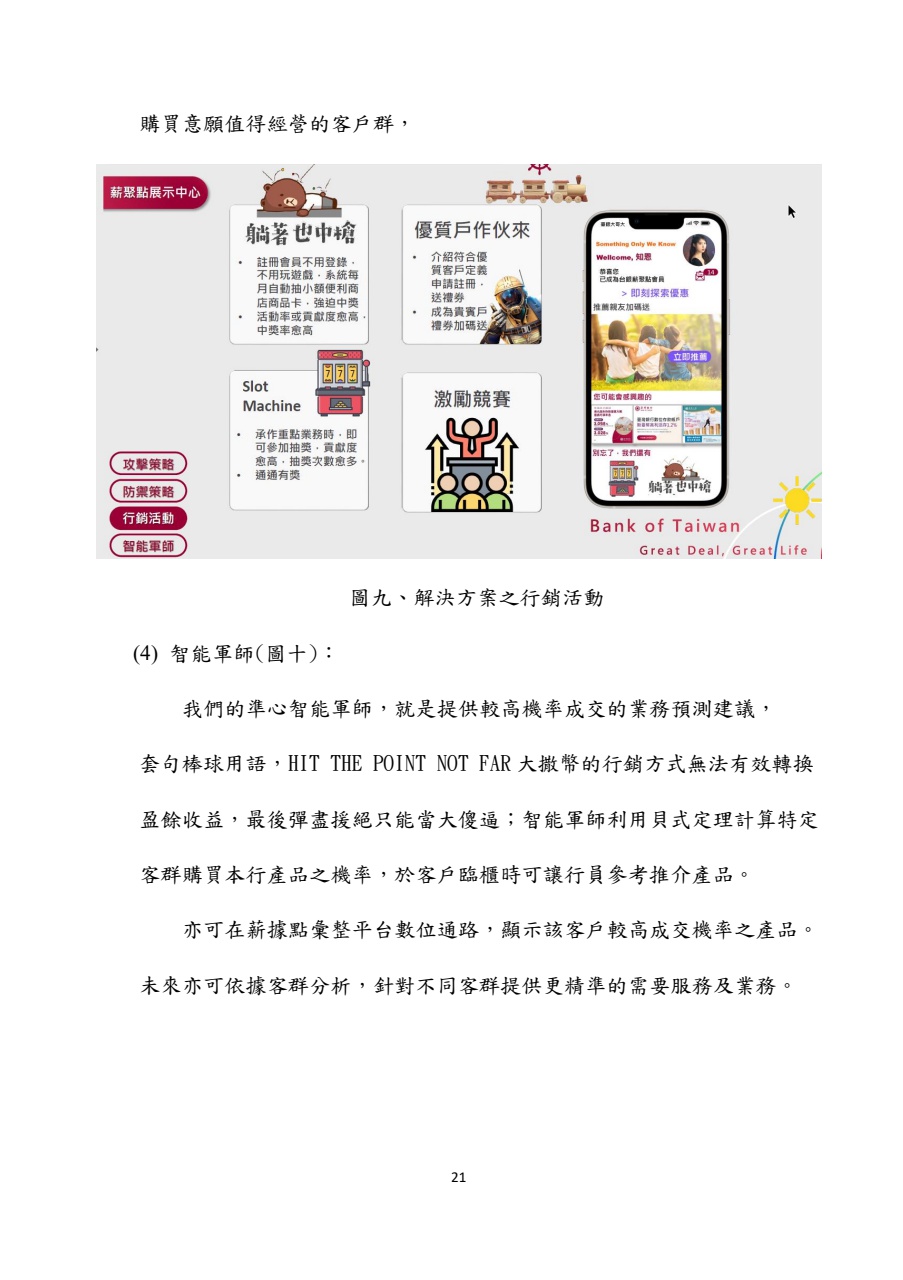 購買意願值得經營的客戶群，
薪聚點展示中心
躺著也中槍
• 註冊會員不用登錄，
不用玩遊戲，系統每
月自動抽小額便利商
店商品卡，強迫中獎
• 活動率或貢獻度愈高，
中獎率愈高
優質戶作伙來
• 介紹符合優
質客戶定義
申請註冊，
送禮券
• 成為貴賓戶
禮券加碼送
Slot
Machine
777
• 承作重點業務時，即
可參加抽獎，貢獻度
愈高，抽獎次數愈多。
• 通通有獎
激勵競賽
攻擊策略
防禦策略
行銷活動
智能軍師
Something Only We Know
Wellcome, 知恩
恭喜您
已成為台銀薪聚點會員
14
> 即刻探索優惠
推薦親友加碼送
立即推薦
您可能會感興趣的
別忘了，我們還有
躺著也中槍
Bank of Taiwan
Great Deal, Great Life
圖九、解決方案之行銷活動
(4) 智能軍師(圖十)：
我們的準心智能軍師，就是提供較高機率成交的業務預測建議，
套句棒球用語，HIT THE POINT NOT FAR 大撒幣的行銷方式無法有效轉換
盈餘收益，最後彈盡援絕只能當大傻逼；智能軍師利用貝式定理計算特定
客群購買本行產品之機率，於客戶臨櫃時可讓行員參考推介產品。
亦可在薪據點彙整平台數位通路，顯示該客戶較高成交機率之產品。
未來亦可依據客群分析，針對不同客群提供更精準的需要服務及業務。
21